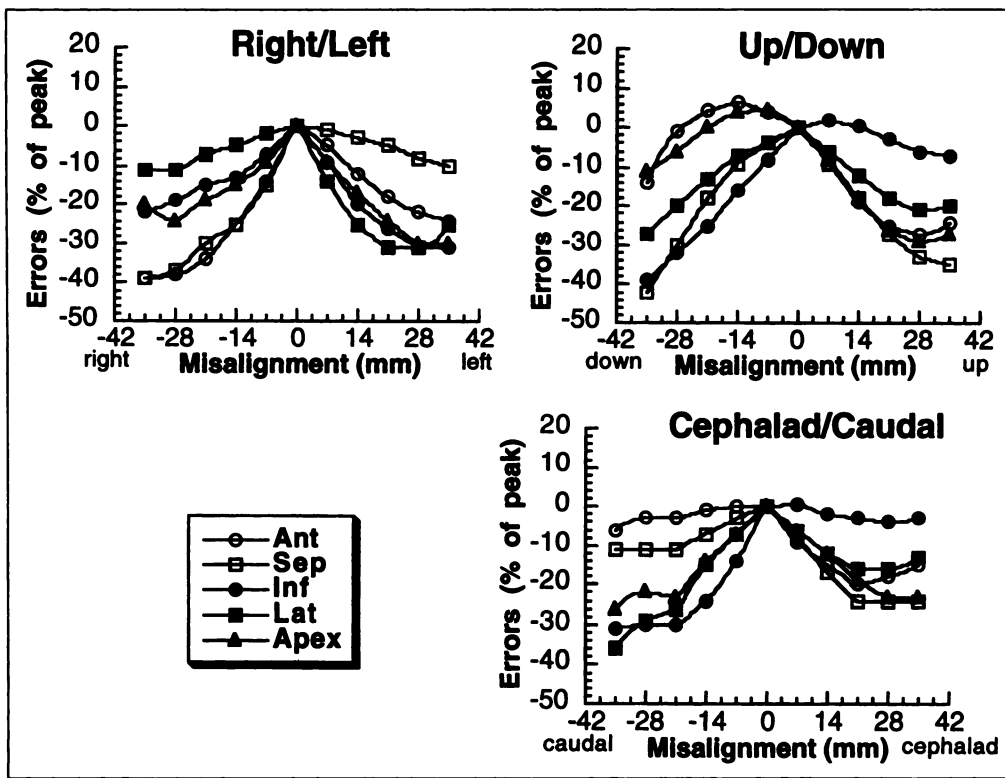 Right/Left
20
10
0
-10
-20
-30
-40
-50
Errors (% of peak)
-42 -28 -14 0 14 28 42
right Misalignment (mm) left
Up/Down
20
10
0
-10
-20
-30
-40
-50
Errors (% of peak)
-42 -28 -14 0 14 28 42
down Misalignment (mm) up
Cephalad/Caudal
20
10
0
-10
-20
-30
-40
-50
Errors (% of peak)
-42 -28 -14 0 14 28 42
caudal Misalignment (mm) cephalad
Ant
Sep
Inf
Lat
Apex